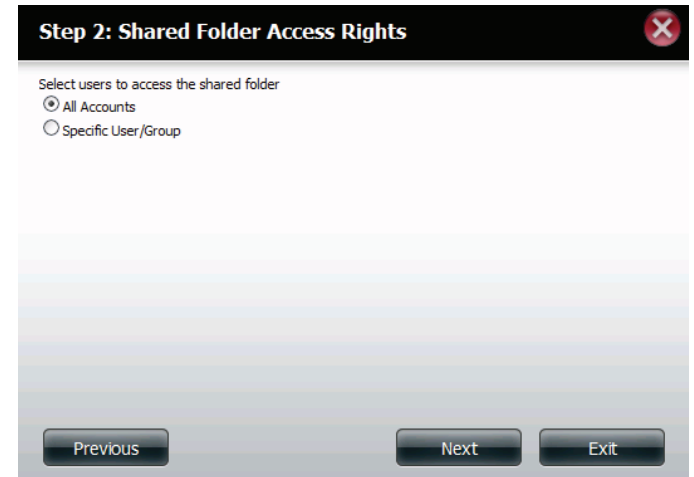 Step 2: Shared Folder Access Rights
Select users to access the shared folder
All Accounts
Specific User/Group
Previous
Next
Exit